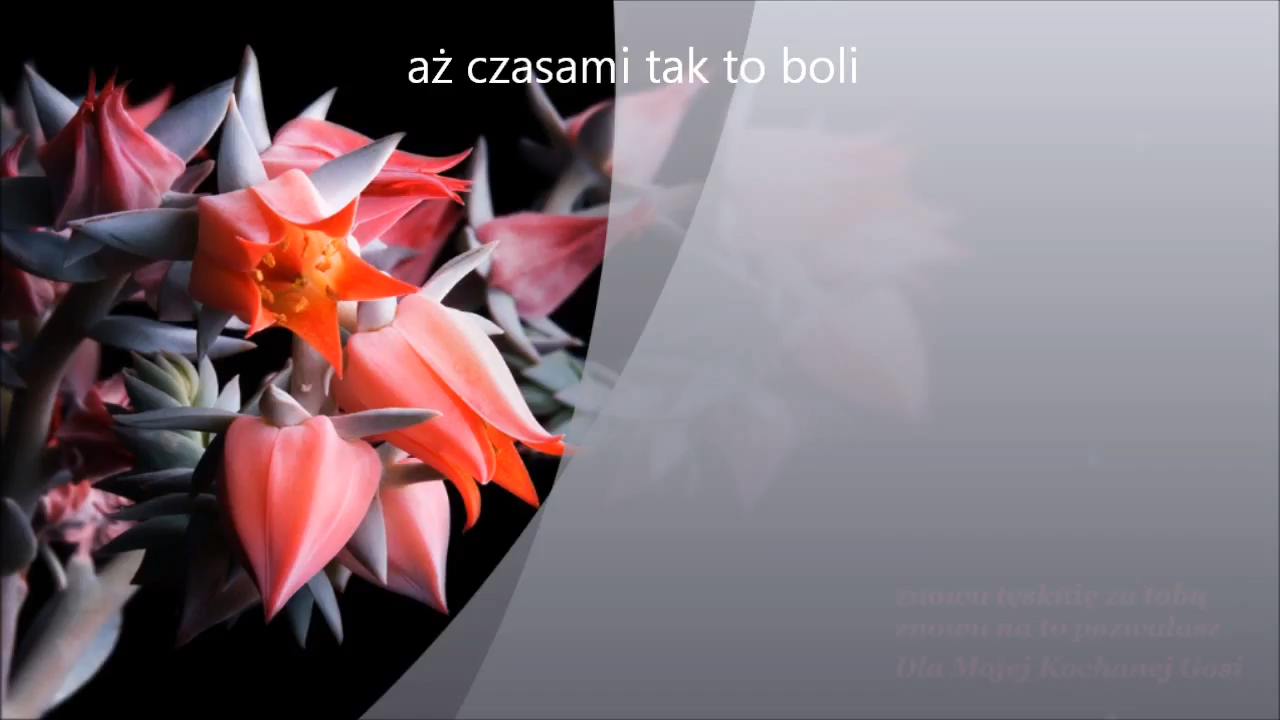 aż czasami tak to boli
znowu tęsknię za tobą
znowu na to pozwalasz
Dla Mojej Kochanej Gosi